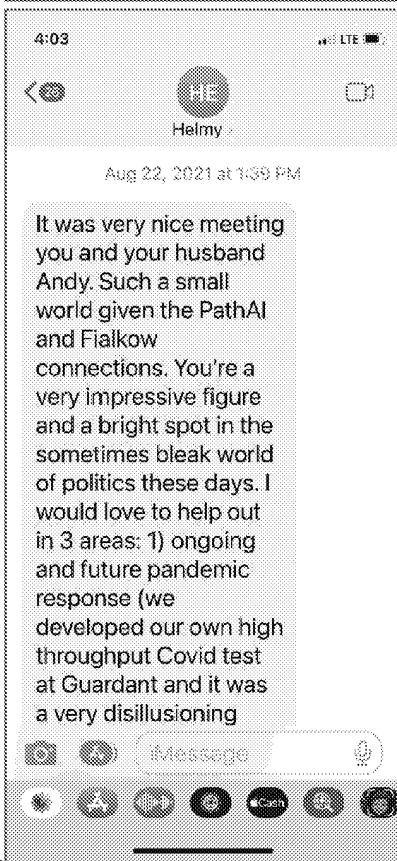 4:03
LTE
HE
Helmy
Aug 22, 2021 at 1:39 PM
It was very nice meeting
you and your husband
Andy. Such a small
world given the PathAI
and Fialkow
connections. You're a
very impressive figure
and a bright spot in the
sometimes bleak world
of politics these days. I
would love to help out
in 3 areas: 1) ongoing
and future pandemic
response (we
developed our own high
throughput Covid test
at Guardant and it was
a very disillusioning
iMessage
Cash